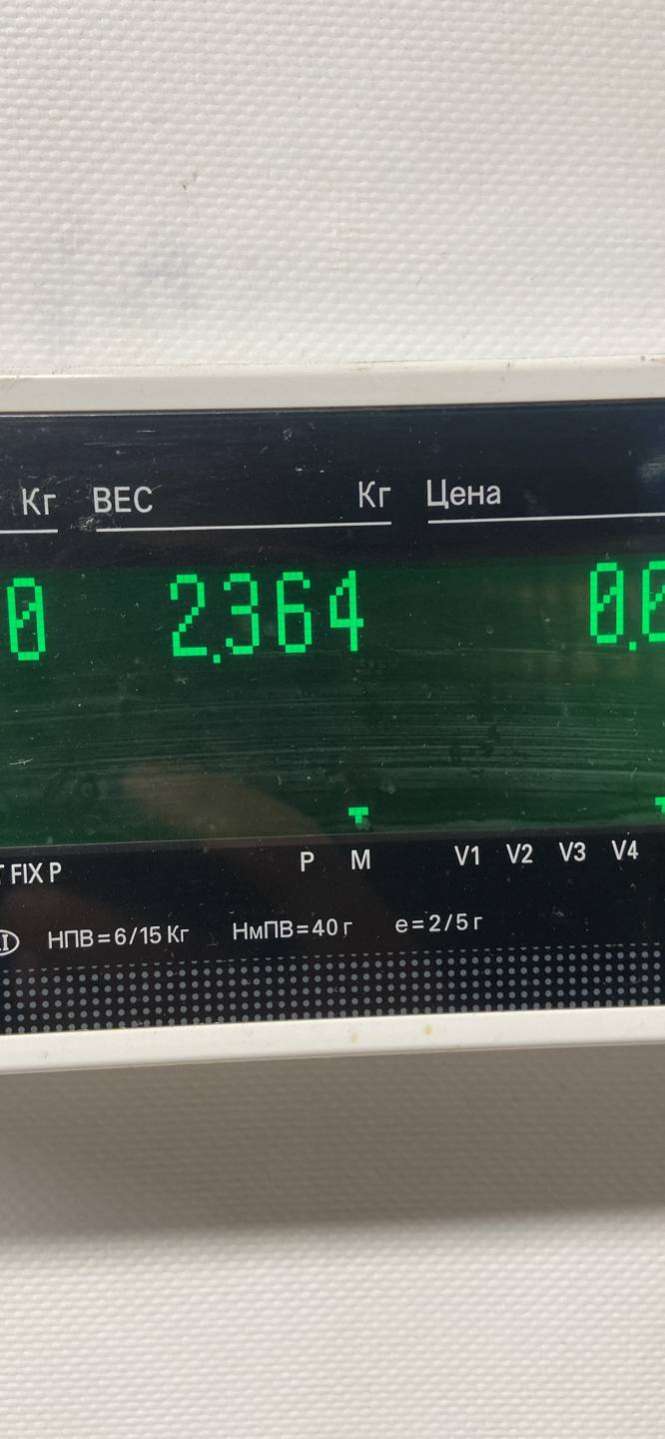 Кг ВЕС Кг Цена
0 2.364 0.0
FIX P P M V1 V2 V3 V4
НПВ=6/15 Кг НмПВ=40 г e=2/5 г